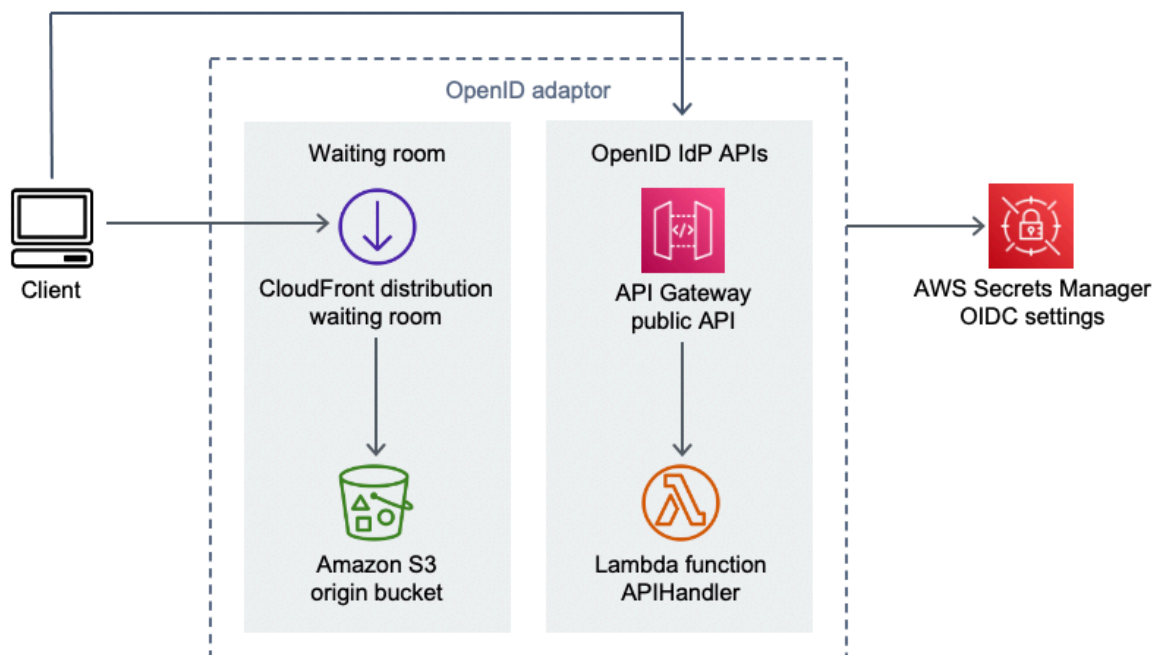 OpenID adaptor
Waiting room
OpenID IdP APIs
</>
Client
CloudFront distribution
waiting room
API Gateway
public API
AWS Secrets Manager
OIDC settings
Amazon S3
origin bucket
Lambda function
APIHandler